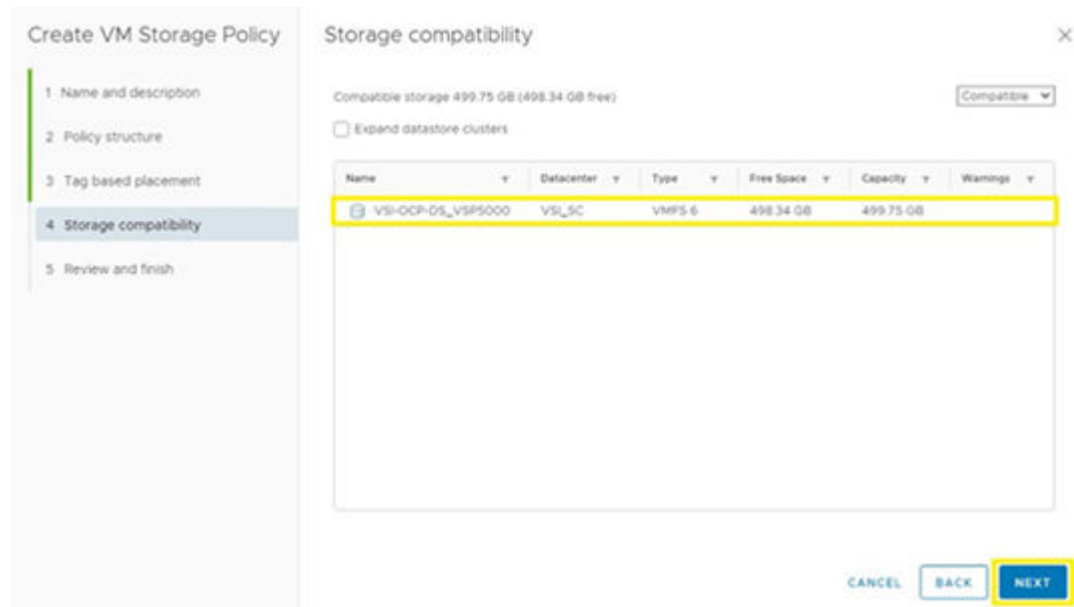 Create VM Storage Policy
1 Name and description
2 Policy structure
3 Tag based placement
4 Storage compatibility
5 Review and finish
Storage compatibility
Compatible storage 499.75 GB (498.34 GB free)
Compatible
Expand datastore clusters
Name Datacenter Type Free Space Capacity Warnings
VSI-OCP-DS_VSP5000 VSI_SC VMFS 6 498.34 GB 499.75 GB
CANCEL BACK NEXT